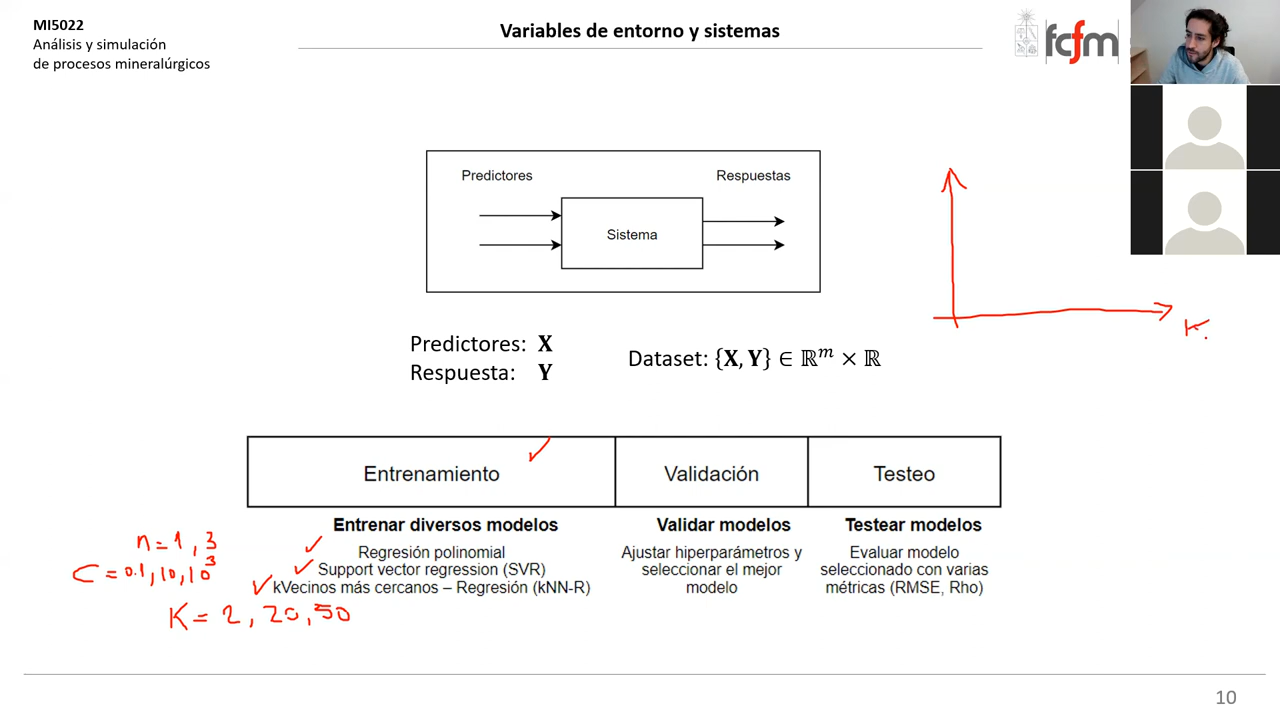 MI5022
Análisis y simulación
de procesos mineralúrgicos
Variables de entorno y sistemas
fcfm
Predictores
Respuestas
Sistema
Predictores: X
Respuesta: Y
Dataset: {X, Y} ∈ ℝᵐ × ℝ
K
Entrenamiento
Validación
Testeo
Entrenar diversos modelos
Regresión polinomial
Support vector regression (SVR)
kVecinos más cercanos – Regresión (kNN-R)
Validar modelos
Ajustar hiperparámetros y
seleccionar el mejor
modelo
Testear modelos
Evaluar modelo
seleccionado con varias
métricas (RMSE, Rho)
n = 1, 3
C = 0.1, 10, 10³
K = 2, 20, 50
10